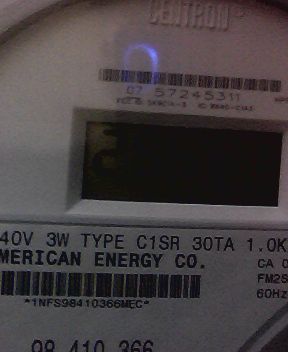 CENTRON®
07 57245311
40V 3W TYPE C1SR 30TA 1.0K
MERICAN ENERGY CO.
CA 0
FM2S
60Hz
*1NFS98410366MEC*
98 410 366